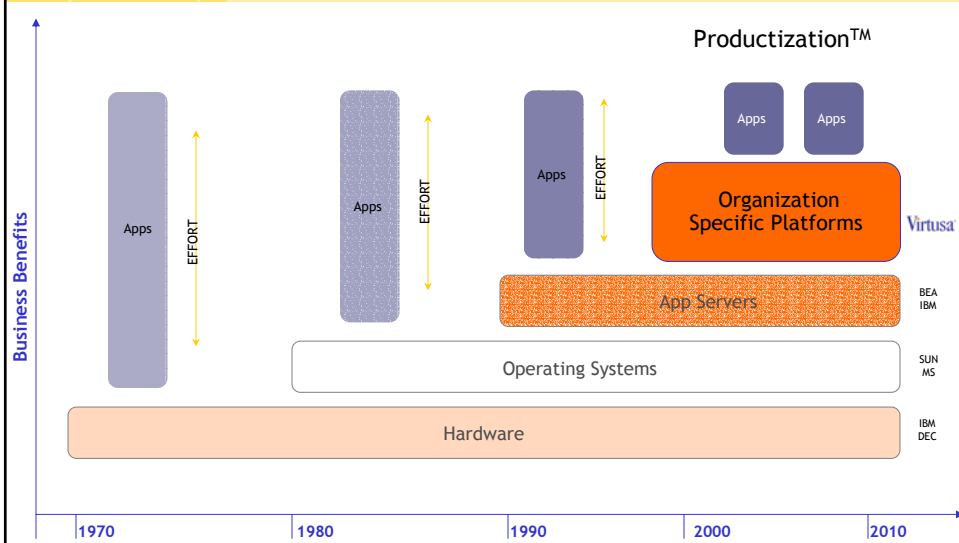 Productization™
Apps
Apps
Apps
EFFORT
Apps
EFFORT
Apps
EFFORT
Organization
Specific Platforms
Virtusa
App Servers
BEA
IBM
Operating Systems
SUN
MS
Hardware
IBM
DEC
Business Benefits
1970
1980
1990
2000
2010